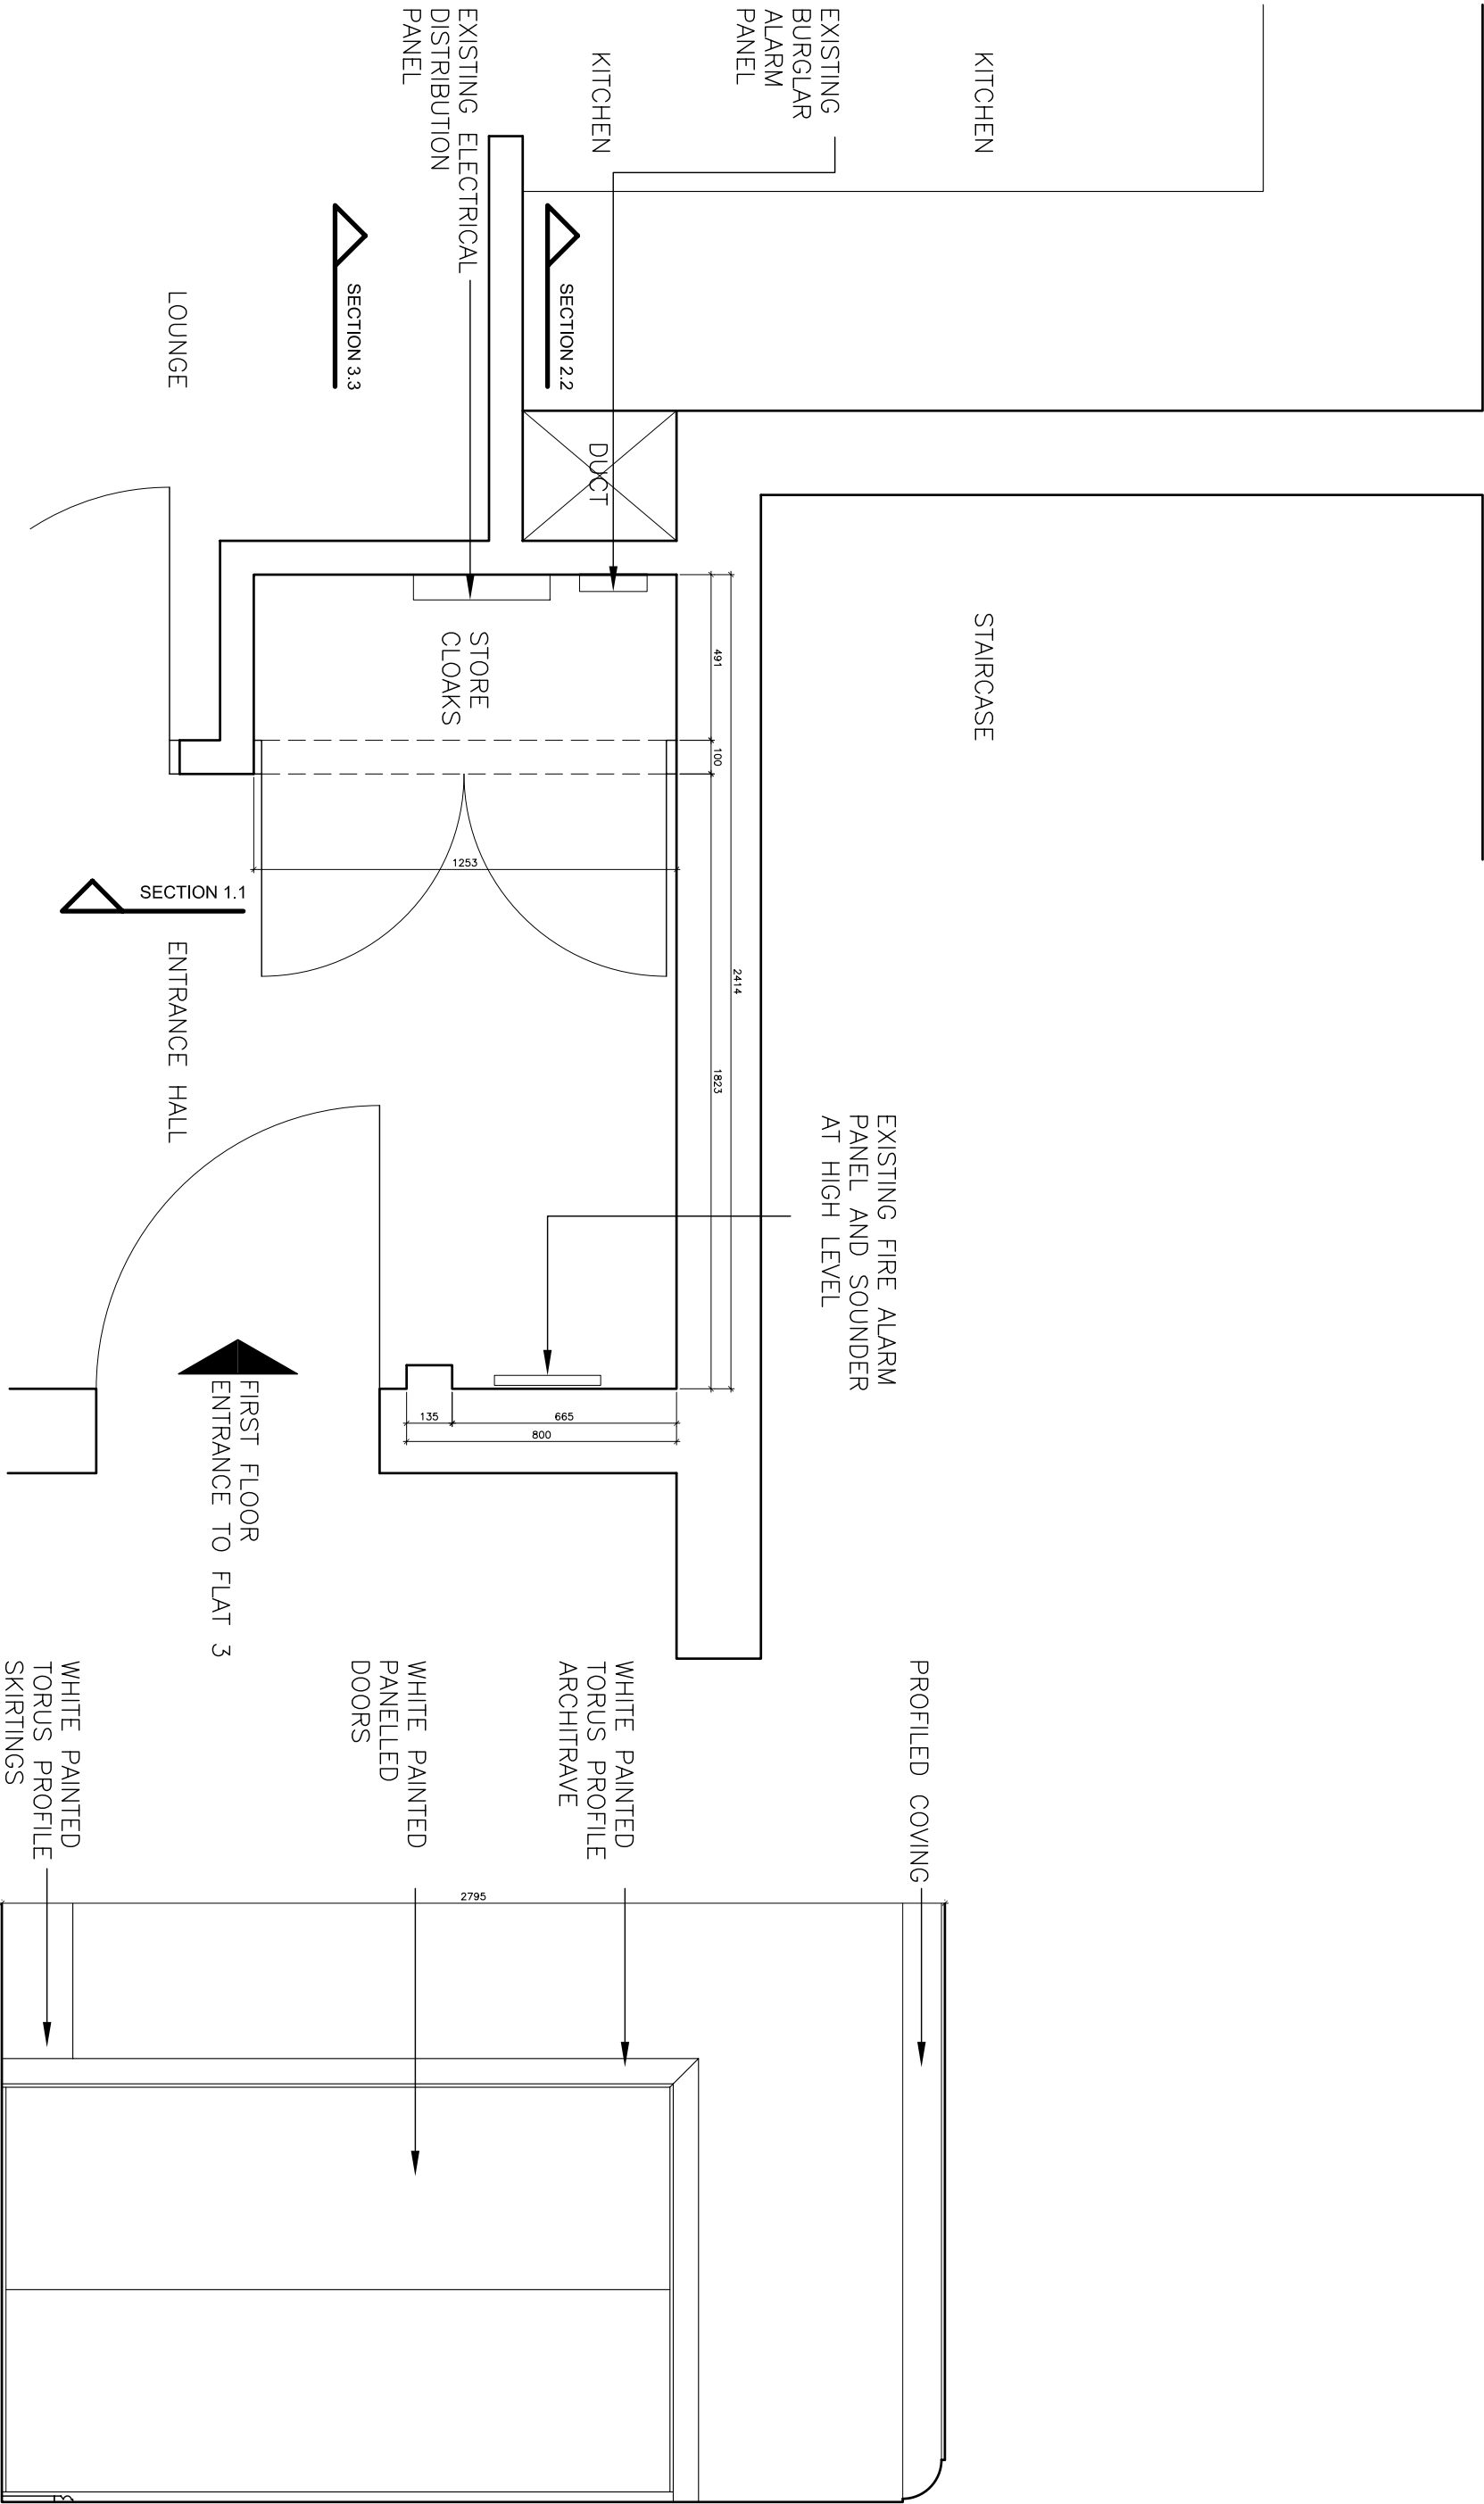 KITCHEN
EXISTING
BURGLAR
ALARM
PANEL
KITCHEN
EXISTING ELECTRICAL
DISTRIBUTION
PANEL
SECTION 2.2
SECTION 3.3
LOUNGE
DUCT
STAIRCASE
STORE
CLOAKS
491
100
1823
2414
1253
SECTION 1.1
ENTRANCE HALL
EXISTING FIRE ALARM
PANEL AND SOUNDER
AT HIGH LEVEL
665
135
800
FIRST FLOOR
ENTRANCE TO FLAT 3
PROFILED COVING
WHITE PAINTED
TORUS PROFILE
ARCHITRAVE
WHITE PAINTED
PANELLED
DOORS
WHITE PAINTED
TORUS PROFILE
SKIRTINGS
2795